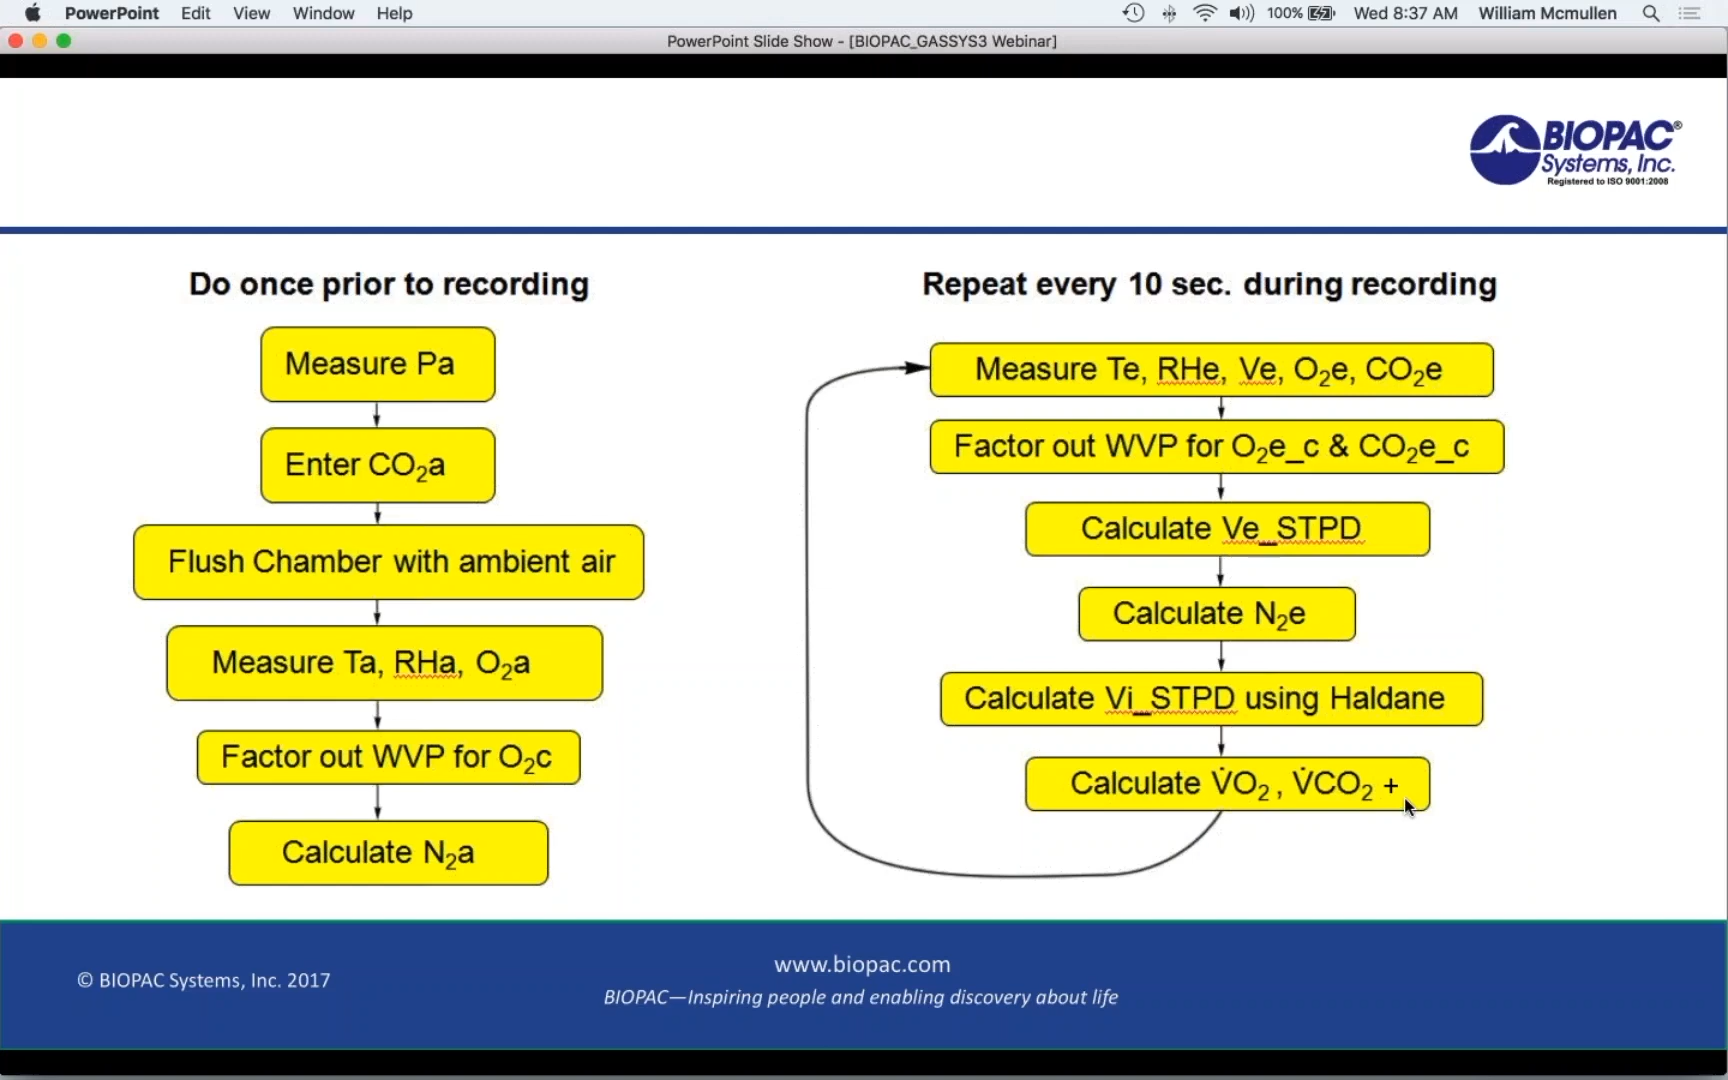 PowerPoint Edit View Window Help 100% Wed 8:37 AM William Mcmullen
PowerPoint Slide Show - [BIOPAC_GASSYS3 Webinar]
BIOPAC®
Systems, Inc.
Registered to ISO 9001:2008
Do once prior to recording
Measure Pa
Enter CO₂a
Flush Chamber with ambient air
Measure Ta, RHa, O₂a
Factor out WVP for O₂c
Calculate N₂a
Repeat every 10 sec. during recording
Measure Te, RHe, Ve, O₂e, CO₂e
Factor out WVP for O₂e_c & CO₂e_c
Calculate Ve_STPD
Calculate N₂e
Calculate Vi_STPD using Haldane
Calculate V̇O₂ , V̇CO₂ +
© BIOPAC Systems, Inc. 2017
www.biopac.com
BIOPAC—Inspiring people and enabling discovery about life